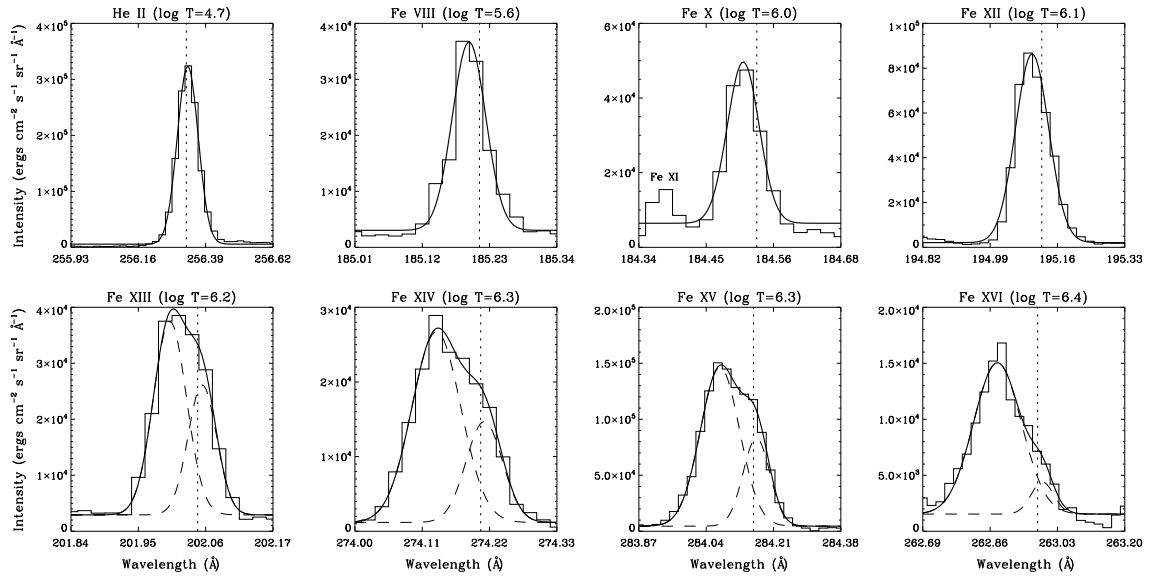 He II (log T=4.7)
Fe VIII (log T=5.6)
Fe X (log T=6.0)
Fe XII (log T=6.1)
Intensity (ergs cm⁻² s⁻¹ sr⁻¹ Å⁻¹)
4×10⁵
3×10⁵
2×10⁵
1×10⁵
0
255.93 256.16 256.39 256.62
4×10⁴
3×10⁴
2×10⁴
1×10⁴
0
185.01 185.12 185.23 185.34
6×10⁴
4×10⁴
2×10⁴
0
Fe XI
184.34 184.45 184.56 184.68
1×10⁵
8×10⁴
6×10⁴
4×10⁴
2×10⁴
0
194.82 194.99 195.16 195.33
Fe XIII (log T=6.2)
Fe XIV (log T=6.3)
Fe XV (log T=6.3)
Fe XVI (log T=6.4)
Intensity (ergs cm⁻² s⁻¹ sr⁻¹ Å⁻¹)
4×10⁴
3×10⁴
2×10⁴
1×10⁴
0
201.84 201.95 202.06 202.17
Wavelength (Å)
3×10⁴
2×10⁴
1×10⁴
0
274.00 274.11 274.22 274.33
Wavelength (Å)
2.0×10⁵
1.5×10⁵
1.0×10⁵
5.0×10⁴
0
283.87 284.04 284.21 284.38
Wavelength (Å)
2.0×10⁴
1.5×10⁴
1.0×10⁴
5.0×10³
0
262.69 262.86 263.03 263.20
Wavelength (Å)